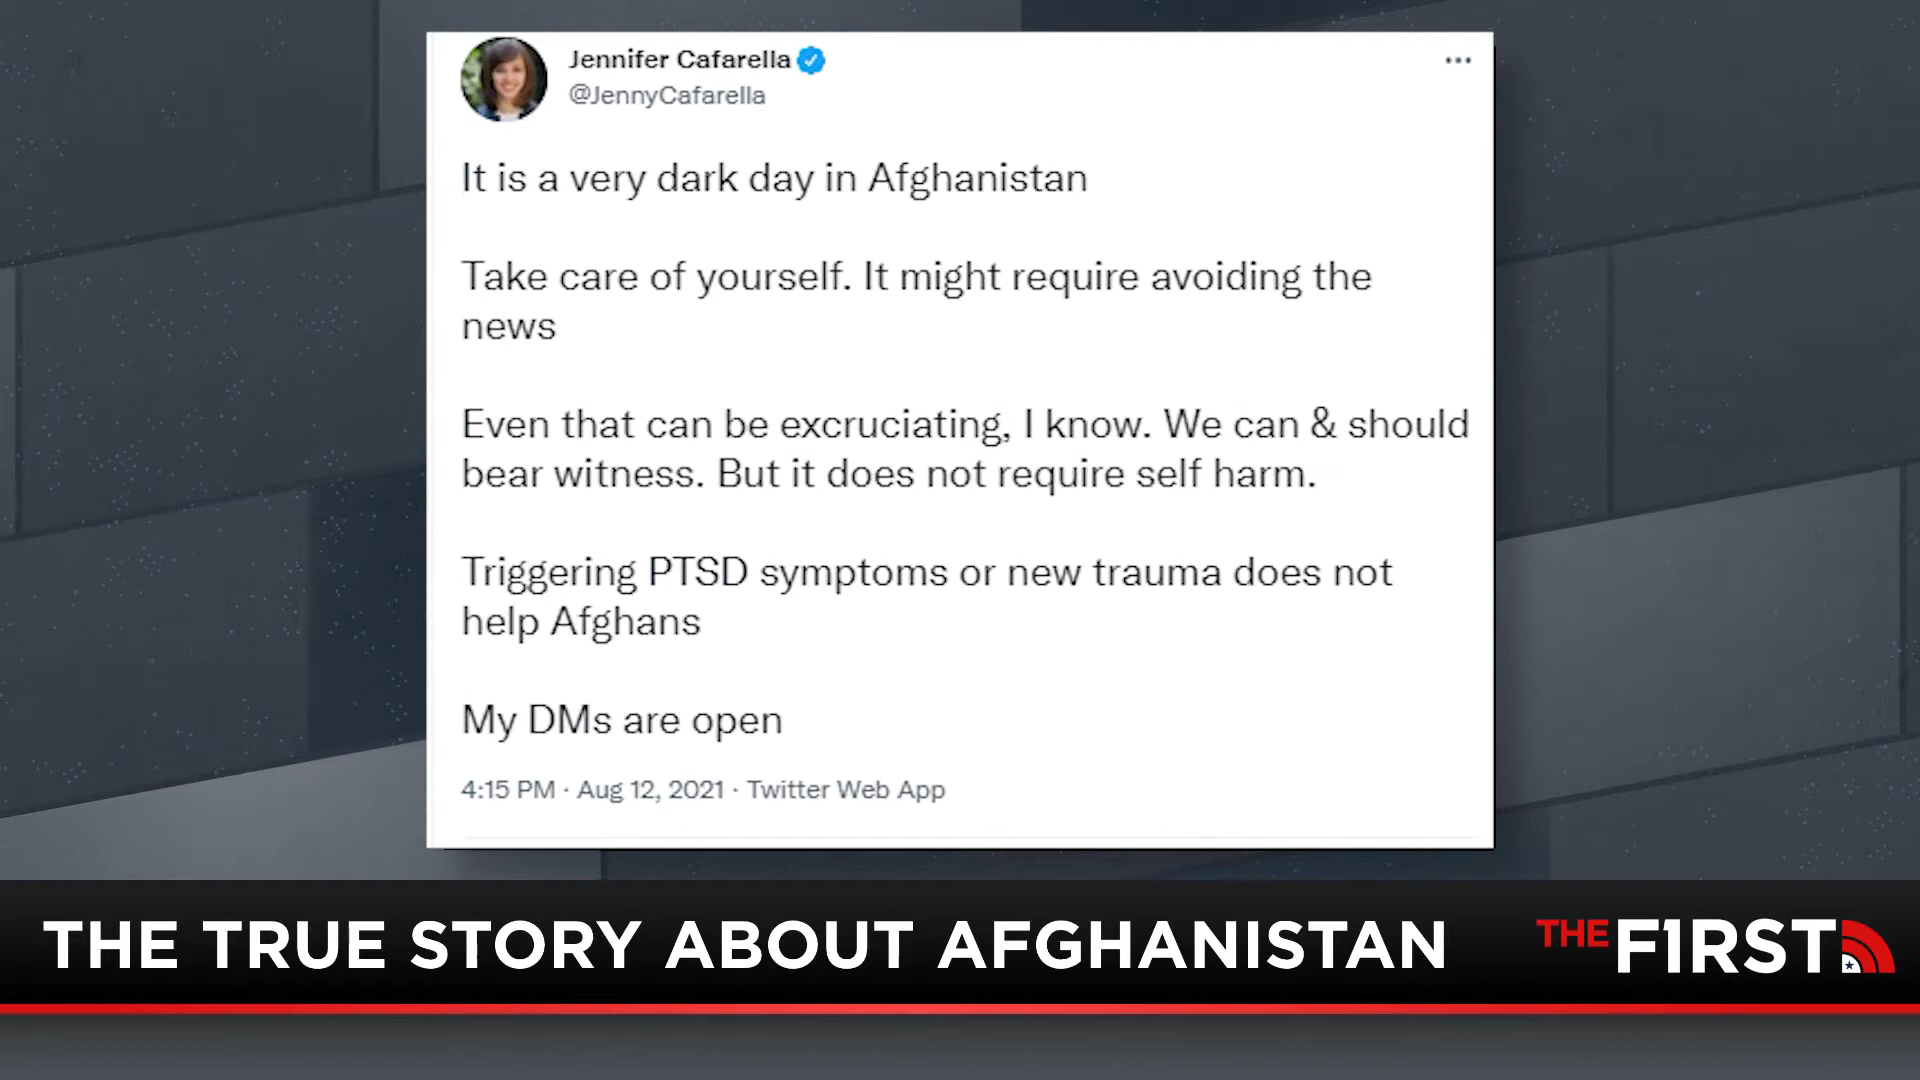 Jennifer Cafarella
@JennyCafarella
It is a very dark day in Afghanistan
Take care of yourself. It might require avoiding the
news
Even that can be excruciating, I know. We can & should
bear witness. But it does not require self harm.
Triggering PTSD symptoms or new trauma does not
help Afghans
My DMs are open
4:15 PM · Aug 12, 2021 · Twitter Web App
THE TRUE STORY ABOUT AFGHANISTAN
THE F1RST